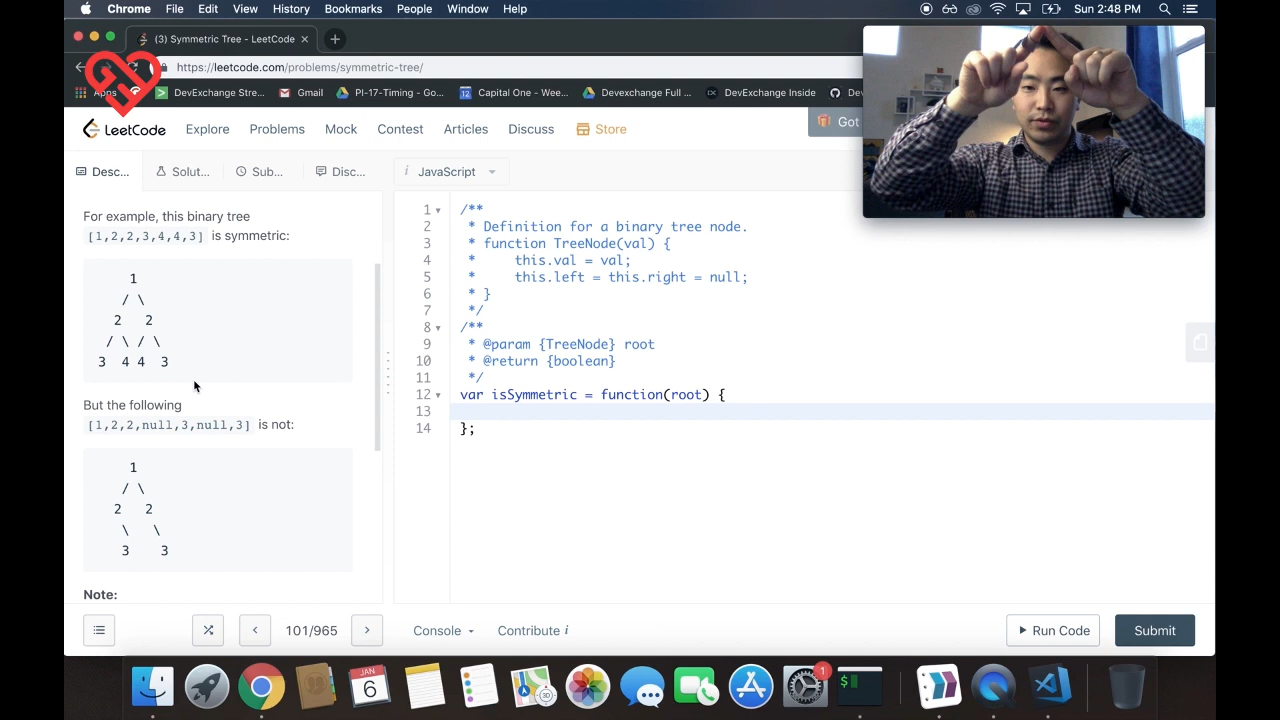 Chrome File Edit View History Bookmarks People Window Help Sun 2:48 PM
(3) Symmetric Tree - LeetCode
https://leetcode.com/problems/symmetric-tree/
Apps DevExchange Stre... Gmail PI-17-Timing - Go... 12 Capital One - Wee... Devexchange Full ... DevExchange Inside Dev
LeetCode Explore Problems Mock Contest Articles Discuss Store Got
Desc... Solut... Sub... Disc... i JavaScript
For example, this binary tree
[1,2,2,3,4,4,3] is symmetric:
1
/ \
2 2
/ \ / \
3 4 4 3
But the following
[1,2,2,null,3,null,3] is not:
1
/ \
2 2
\ \
3 3
Note:
1 /**
2 * Definition for a binary tree node.
3 * function TreeNode(val) {
4 * this.val = val;
5 * this.left = this.right = null;
6 * }
7 */
8 /**
9 * @param {TreeNode} root
10 * @return {boolean}
11 */
12 var isSymmetric = function(root) {
13
14 };
101/965 Console Contribute i Run Code Submit
JAN
6
3D
$
1